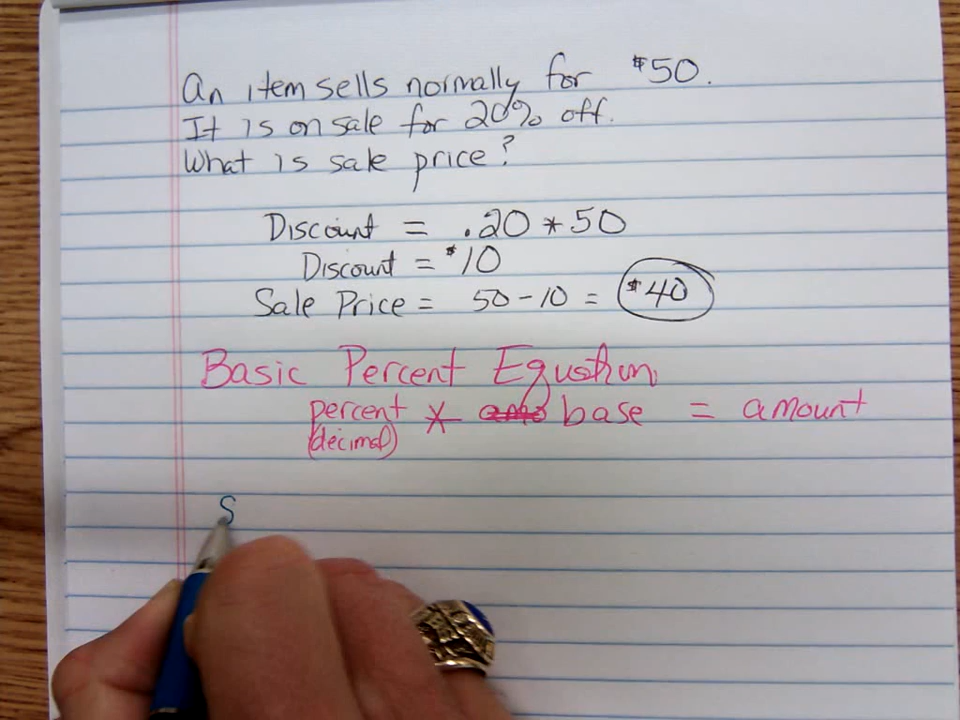 An item sells normally for $50.
It is on sale for 20% off.
What is sale price?
Discount = .20 * 50
Discount = $10
Sale Price = 50 - 10 = $40
Basic Percent Equation
percent * base = amount
(decimal)
S